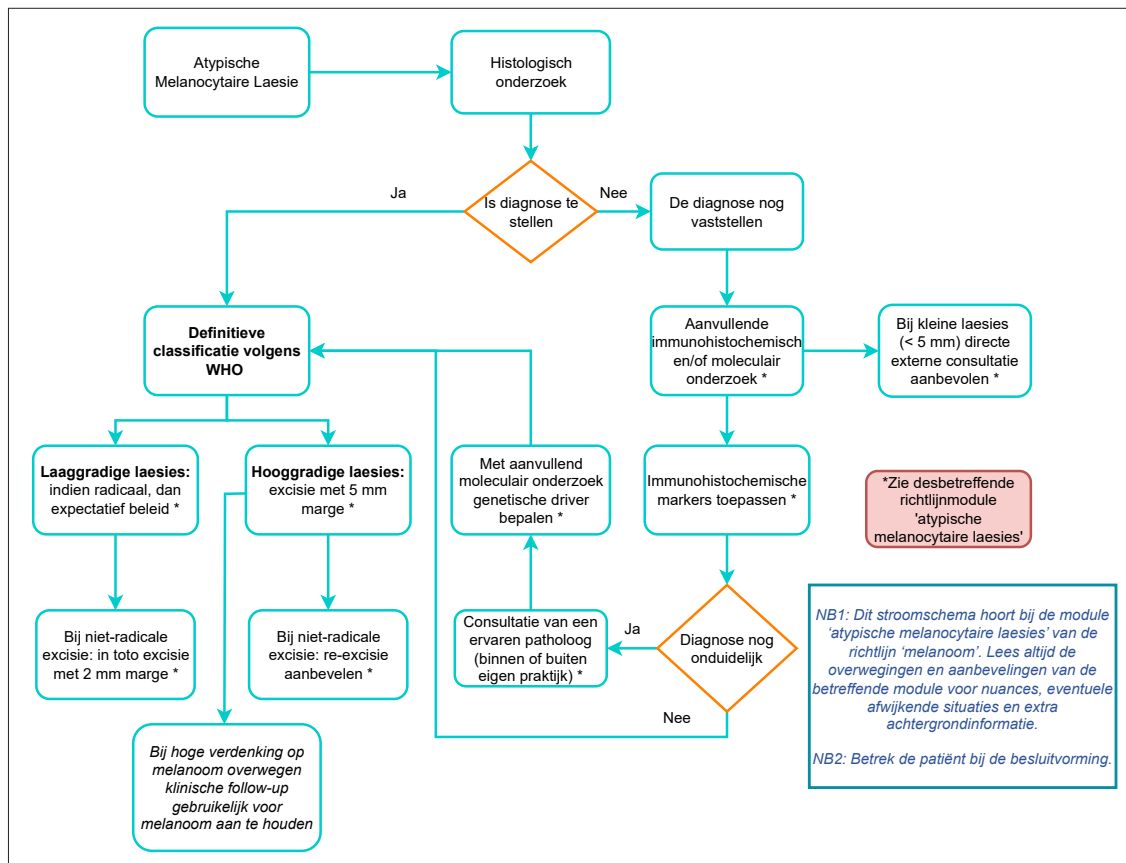 Atypische
Melanocytaire Laesie
Histologisch
onderzoek
Is diagnose te
stellen
Ja
Nee
De diagnose nog
vaststellen
Definitieve
classificatie volgens
WHO
Aanvullende
immunohistochemisch
en/of moleculair
onderzoek *
Bij kleine laesies
(< 5 mm) directe
externe consultatie
aanbevolen *
Laaggradige laesies:
indien radicaal, dan
expectatief beleid *
Hooggradige laesies:
excisie met 5 mm
marge *
Met aanvullend
moleculair onderzoek
genetische driver
bepalen *
Immunohistochemische
markers toepassen *
*Zie desbetreffende
richtlijnmodule
'atypische
melanocytaire laesies'
Bij niet-radicale
excisie: in toto excisie
met 2 mm marge *
Bij niet-radicale
excisie: re-excisie
aanbevelen *
Consultatie van een
ervaren patholoog
(binnen of buiten
eigen praktijk) *
Ja
Diagnose nog
onduidelijk
Nee
NB1: Dit stroomschema hoort bij de module
‘atypische melanocytaire laesies’ van de
richtlijn ‘melanoom’. Lees altijd de
overwegingen en aanbevelingen van de
betreffende module voor nuances, eventuele
afwijkende situaties en extra
achtergrondinformatie.
NB2: Betrek de patiënt bij de besluitvorming.
Bij hoge verdenking op
melanoom overwegen
klinische follow-up
gebruikelijk voor
melanoom aan te houden